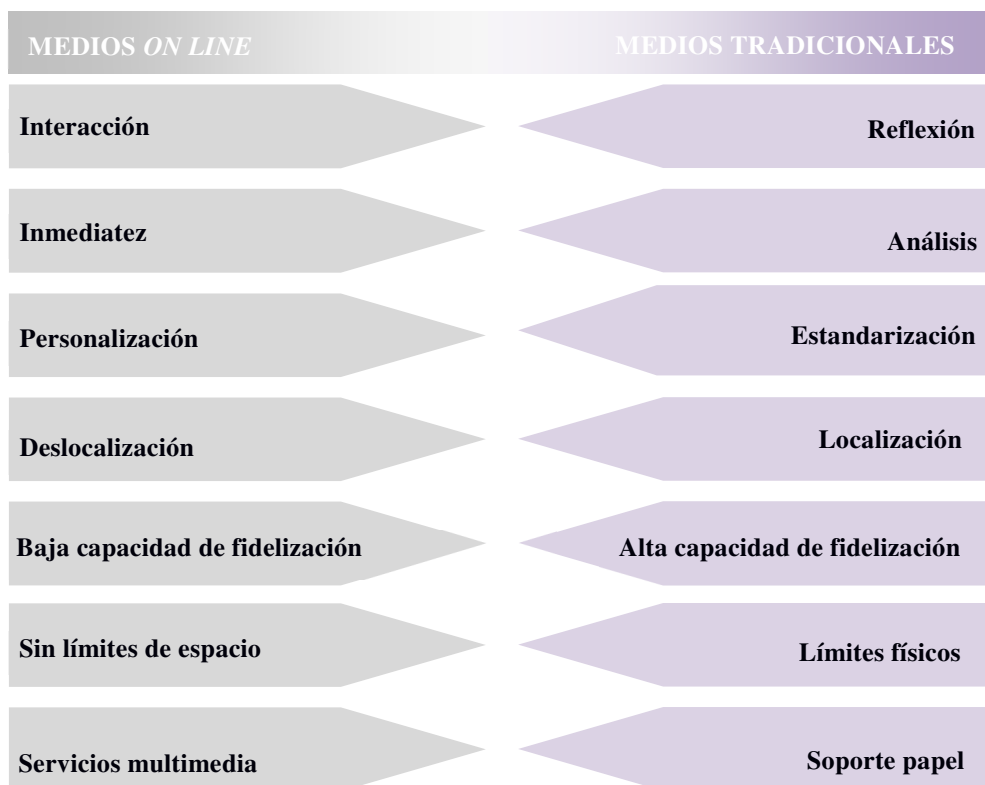 MEDIOS ON LINE
MEDIOS TRADICIONALES
Interacción
Reflexión
Inmediatez
Análisis
Personalización
Estandarización
Deslocalización
Localización
Baja capacidad de fidelización
Alta capacidad de fidelización
Sin límites de espacio
Límites físicos
Servicios multimedia
Soporte papel